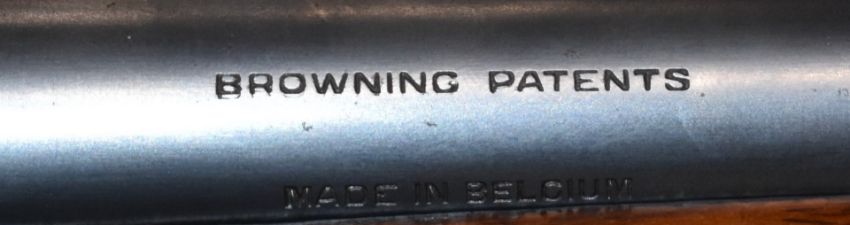 BROWNING PATENTS
MADE IN BELGIUM